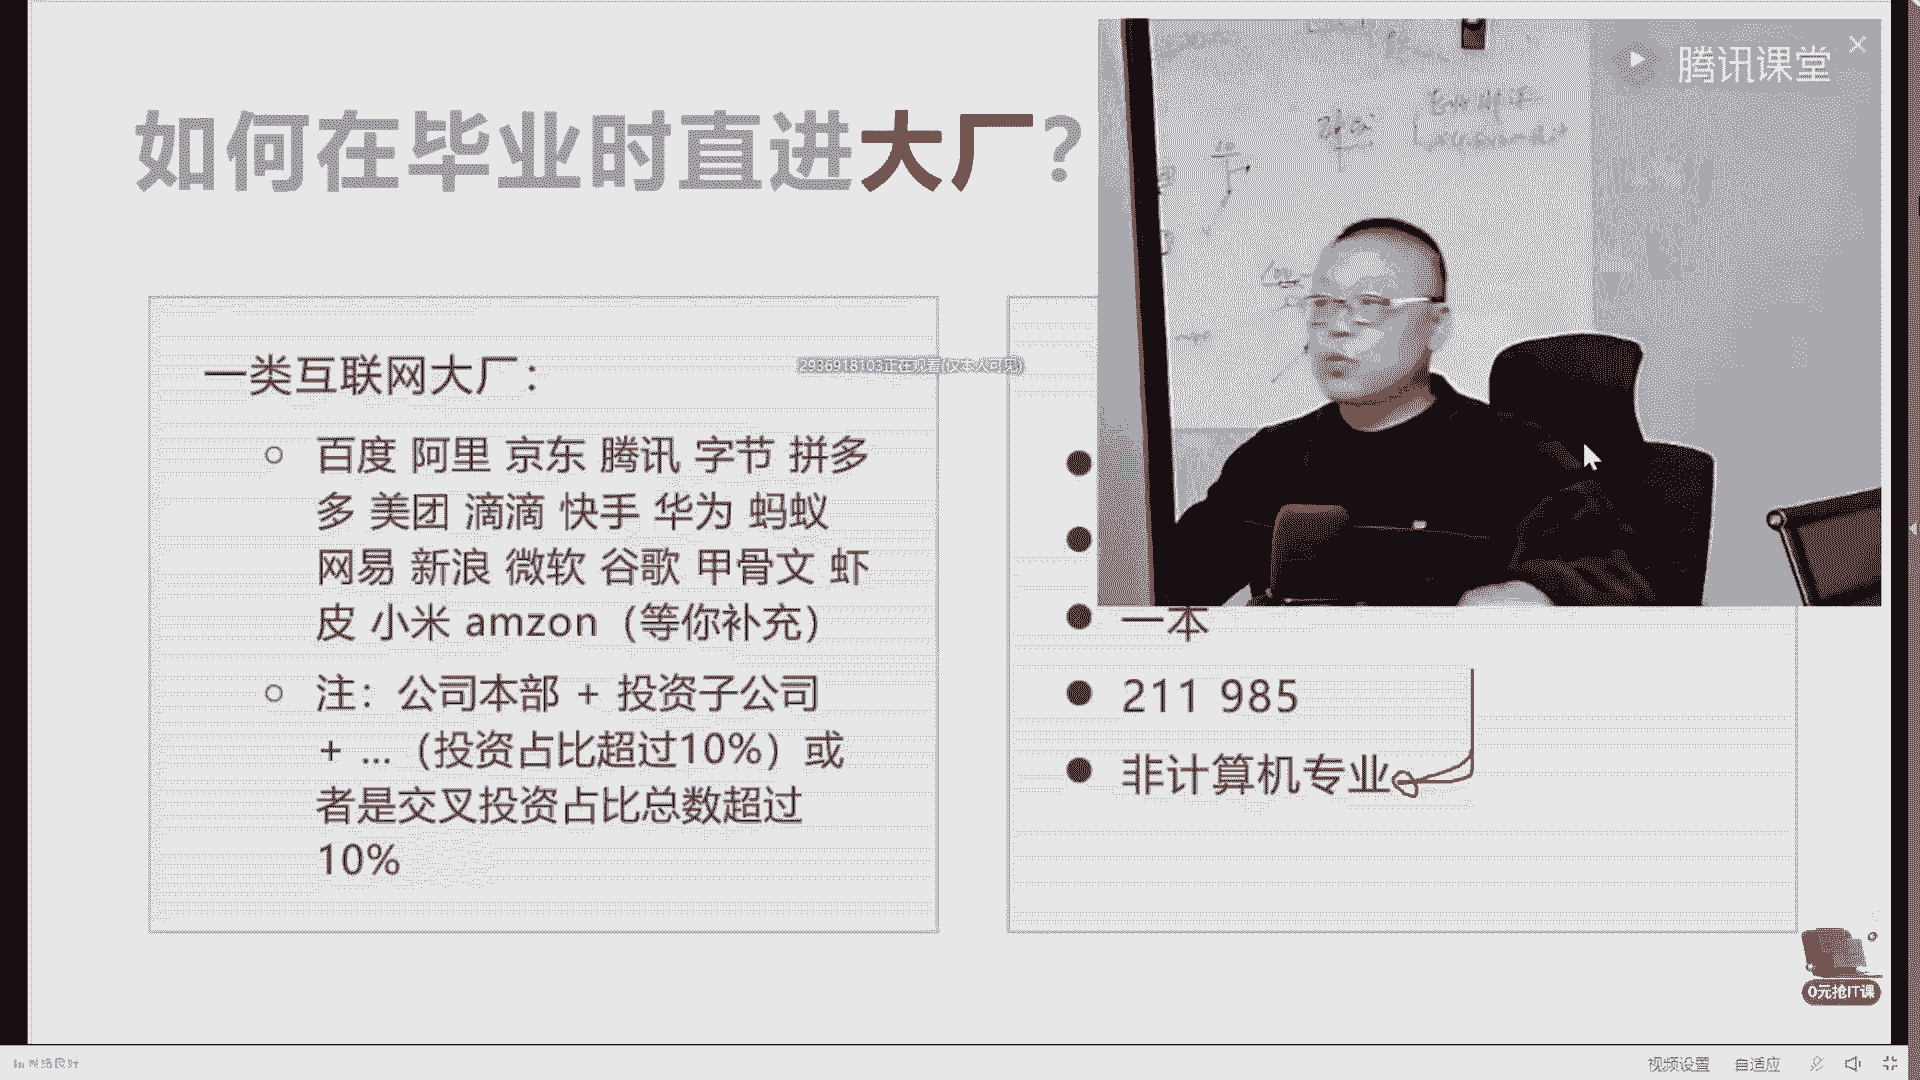 如何在毕业时直进大厂？
腾讯课堂
一类互联网大厂：
2936918103正在观看(仅本人可见)
百度 阿里 京东 腾讯 字节 拼多
多 美团 滴滴 快手 华为 蚂蚁
网易 新浪 微软 谷歌 甲骨文 虾
皮 小米 amzon（等你补充）
注：公司本部 + 投资子公司
+ ...（投资占比超过10%）或
者是交叉投资占比总数超过
10%
一本
211 985
非计算机专业
0元抢IT课
网络良好
视频设置 自适应